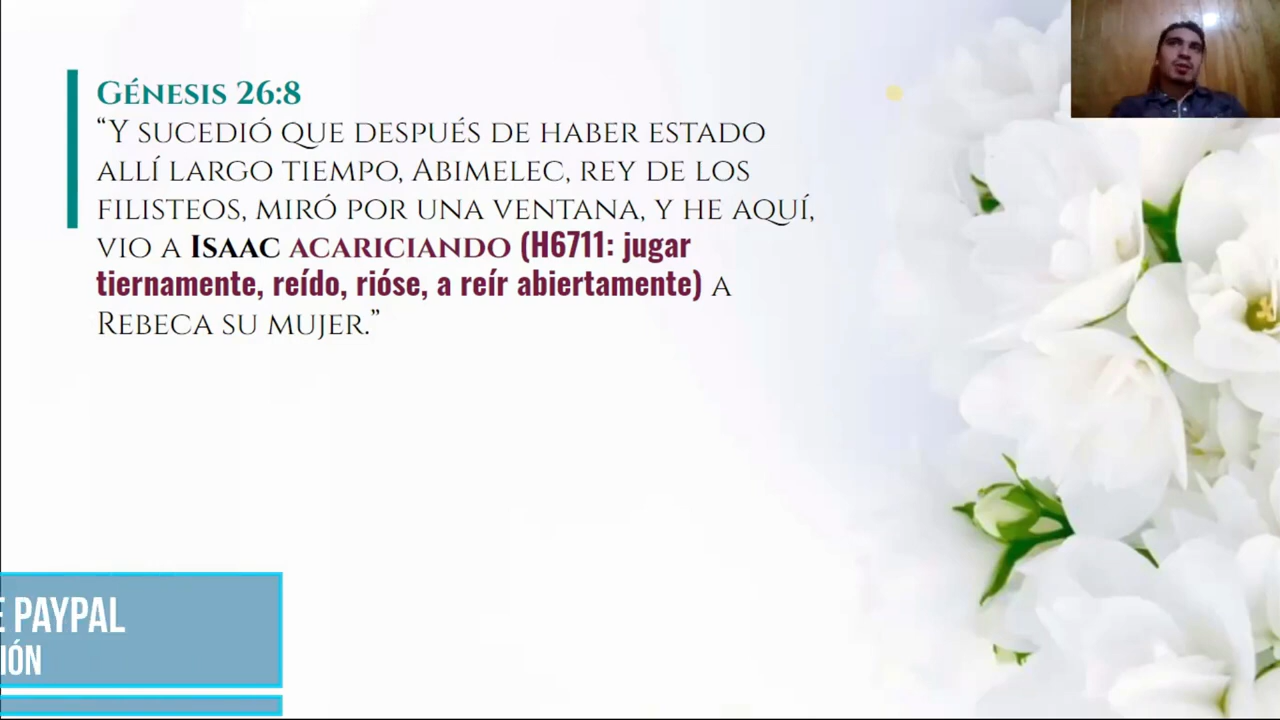 Génesis 26:8
“Y sucedió que después de haber estado
allí largo tiempo, Abimelec, rey de los
filisteos, miró por una ventana, y he aquí,
vio a Isaac acariciando (H6711: jugar
tiernamente, reído, rióse, a reír abiertamente) a
Rebeca su mujer.”
E PAYPAL
IÓN